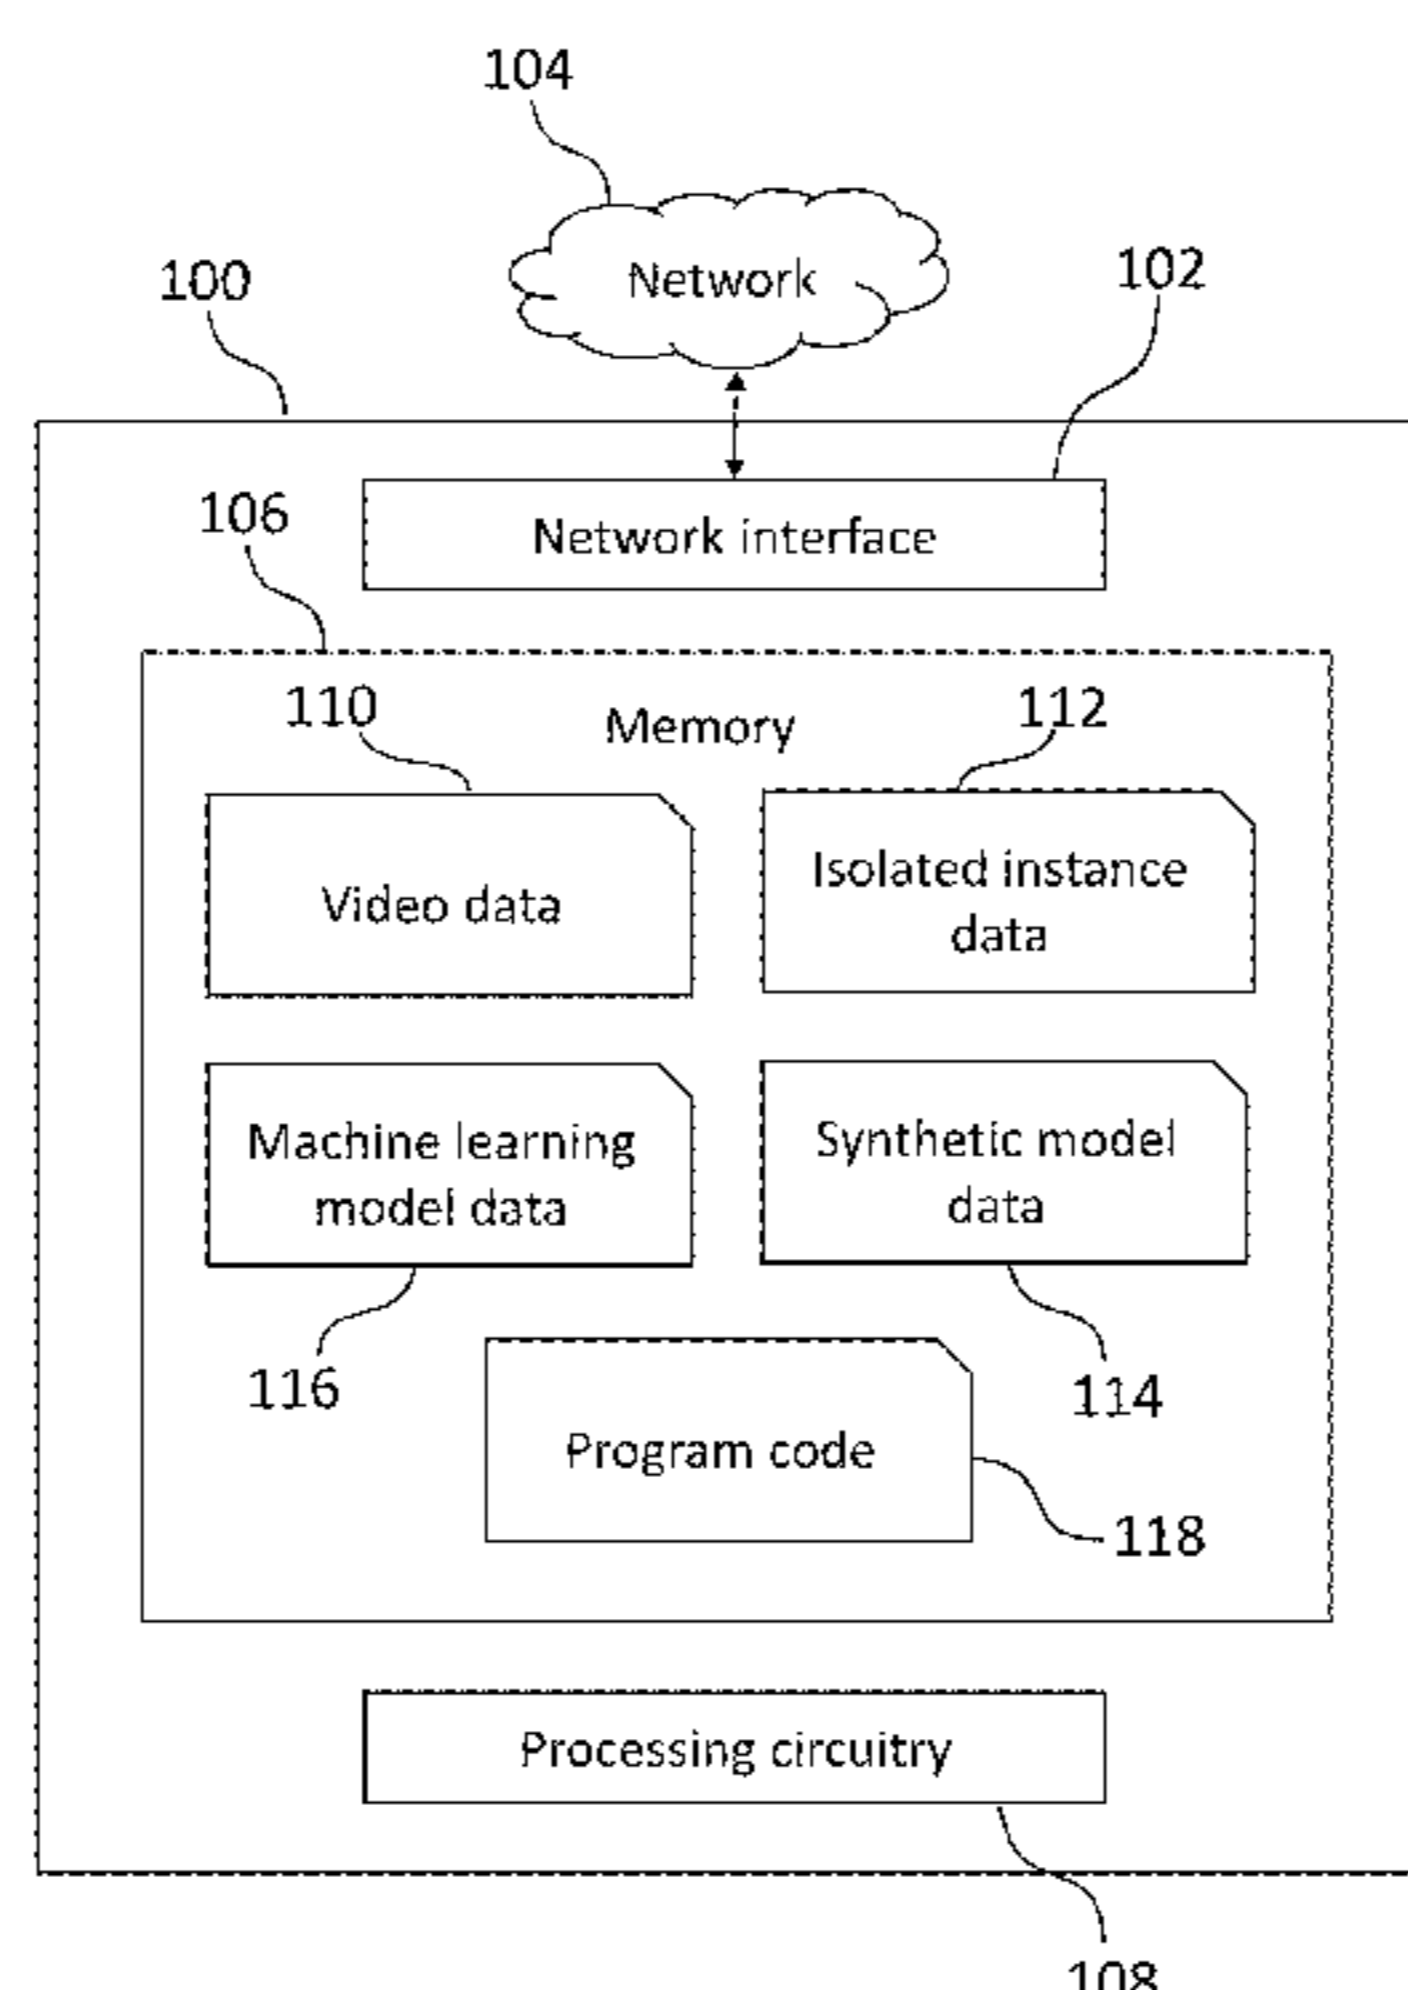 104
Network
102
100
106
Network interface
110
Memory
112
Video data
Isolated instance
data
Machine learning
model data
Synthetic model
data
116
114
Program code
118
Processing circuitry
108